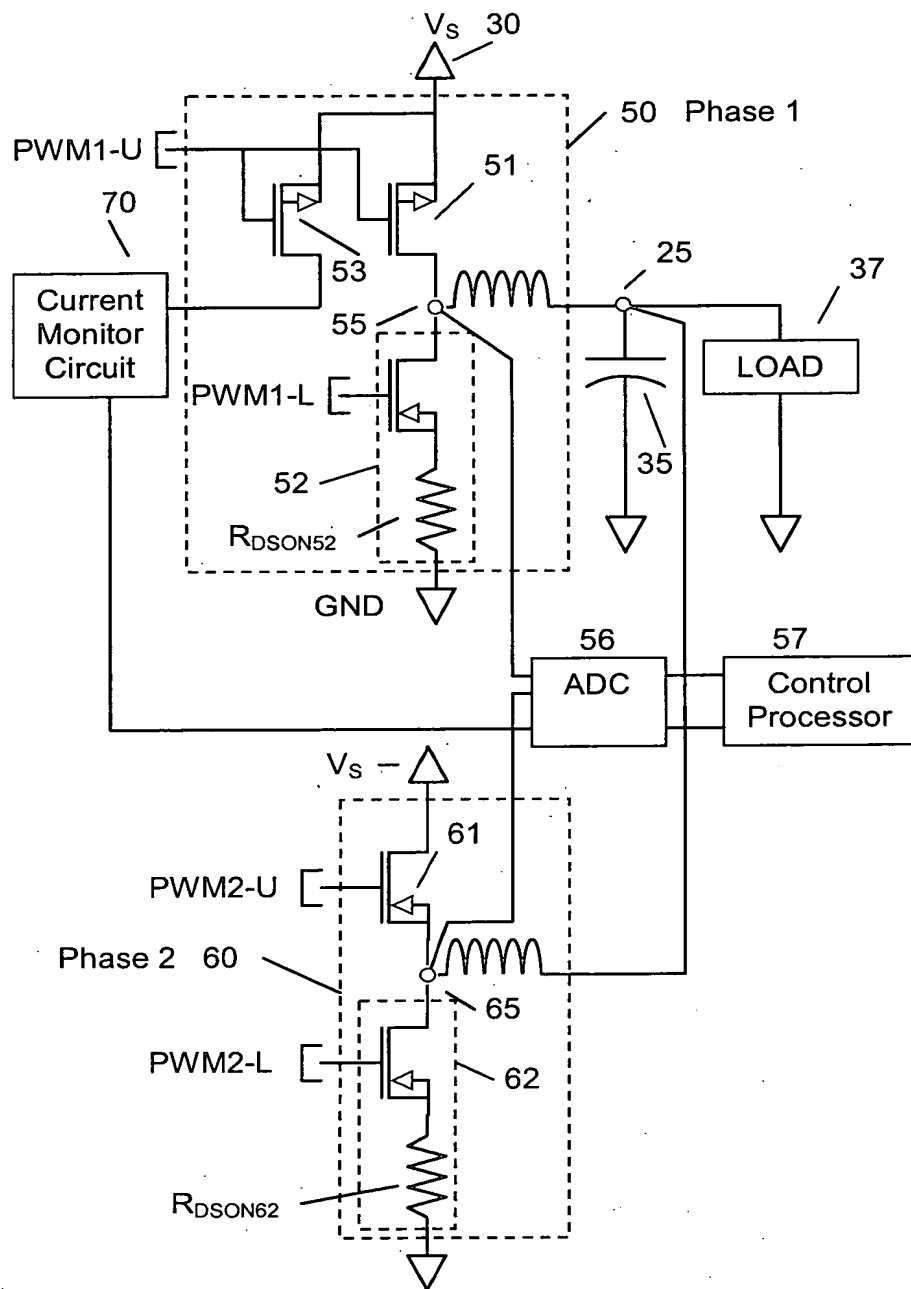 VS 30
50 Phase 1
PWM1-U
51
70
53
25
37
Current
Monitor
Circuit
55
LOAD
PWM1-L
35
52
RDSON52
GND
56
57
ADC
Control
Processor
VS
61
PWM2-U
Phase 2 60
65
PWM2-L
62
RDSON62